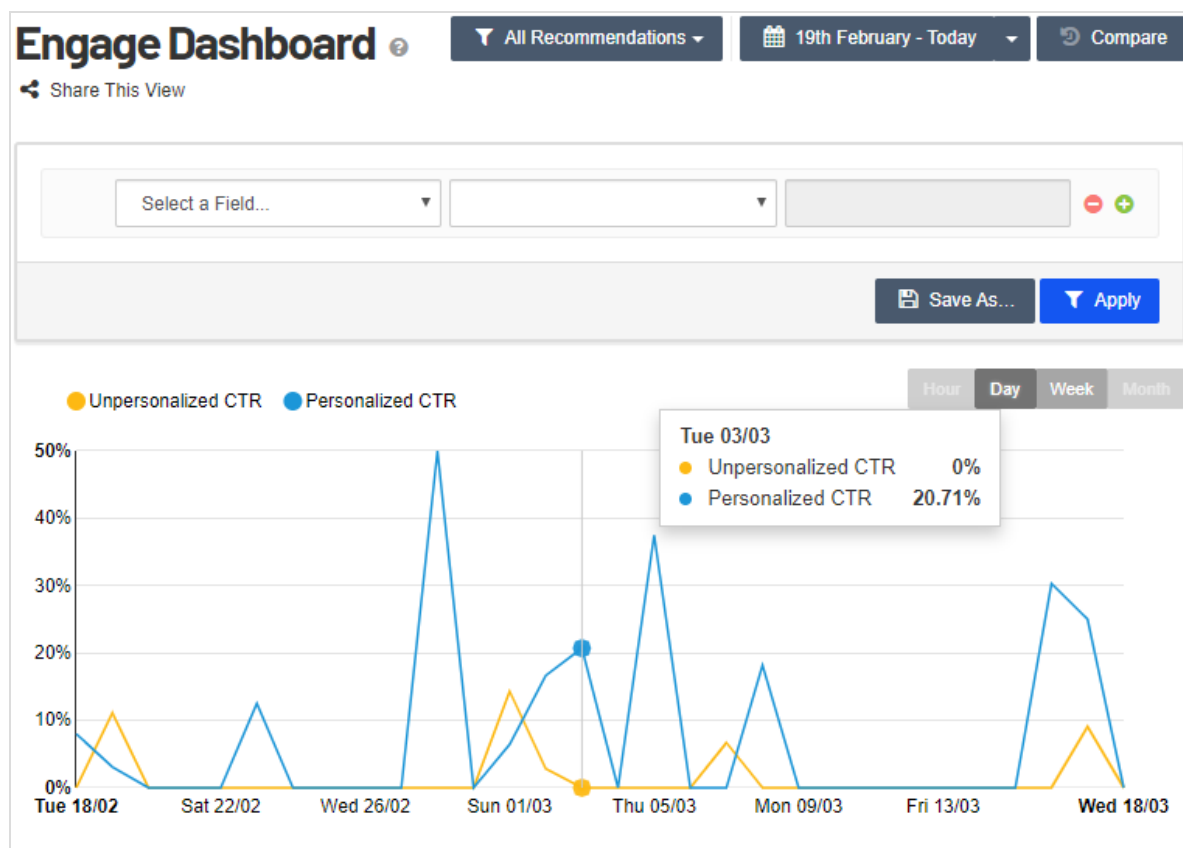 Engage Dashboard
All Recommendations
19th February - Today
Compare
Share This View
Select a Field...
Save As...
Apply
Unpersonalized CTR
Personalized CTR
Hour
Day
Week
Month
Tue 03/03
Unpersonalized CTR 0%
Personalized CTR 20.71%
50%
40%
30%
20%
10%
0%
Tue 18/02 Sat 22/02 Wed 26/02 Sun 01/03 Thu 05/03 Mon 09/03 Fri 13/03 Wed 18/03